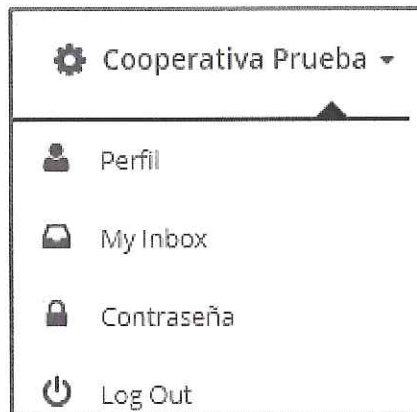 Cooperativa Prueba
Perfil
My Inbox
Contraseña
Log Out